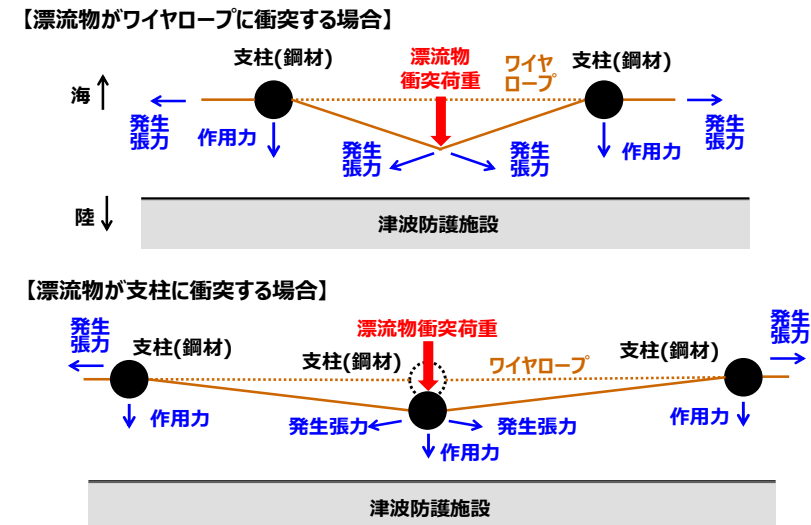 【漂流物がワイヤロープに衝突する場合】
支柱(鋼材)
漂流物
衝突荷重
ワイヤ
ロープ
支柱(鋼材)
海
発生
張力
作用力
発生
張力
発生
張力
作用力
発生
張力
陸
津波防護施設
【漂流物が支柱に衝突する場合】
発生
張力
支柱(鋼材)
支柱(鋼材)
漂流物衝突荷重
ワイヤロープ
支柱(鋼材)
発生
張力
作用力
発生張力
作用力
発生張力
作用力
津波防護施設